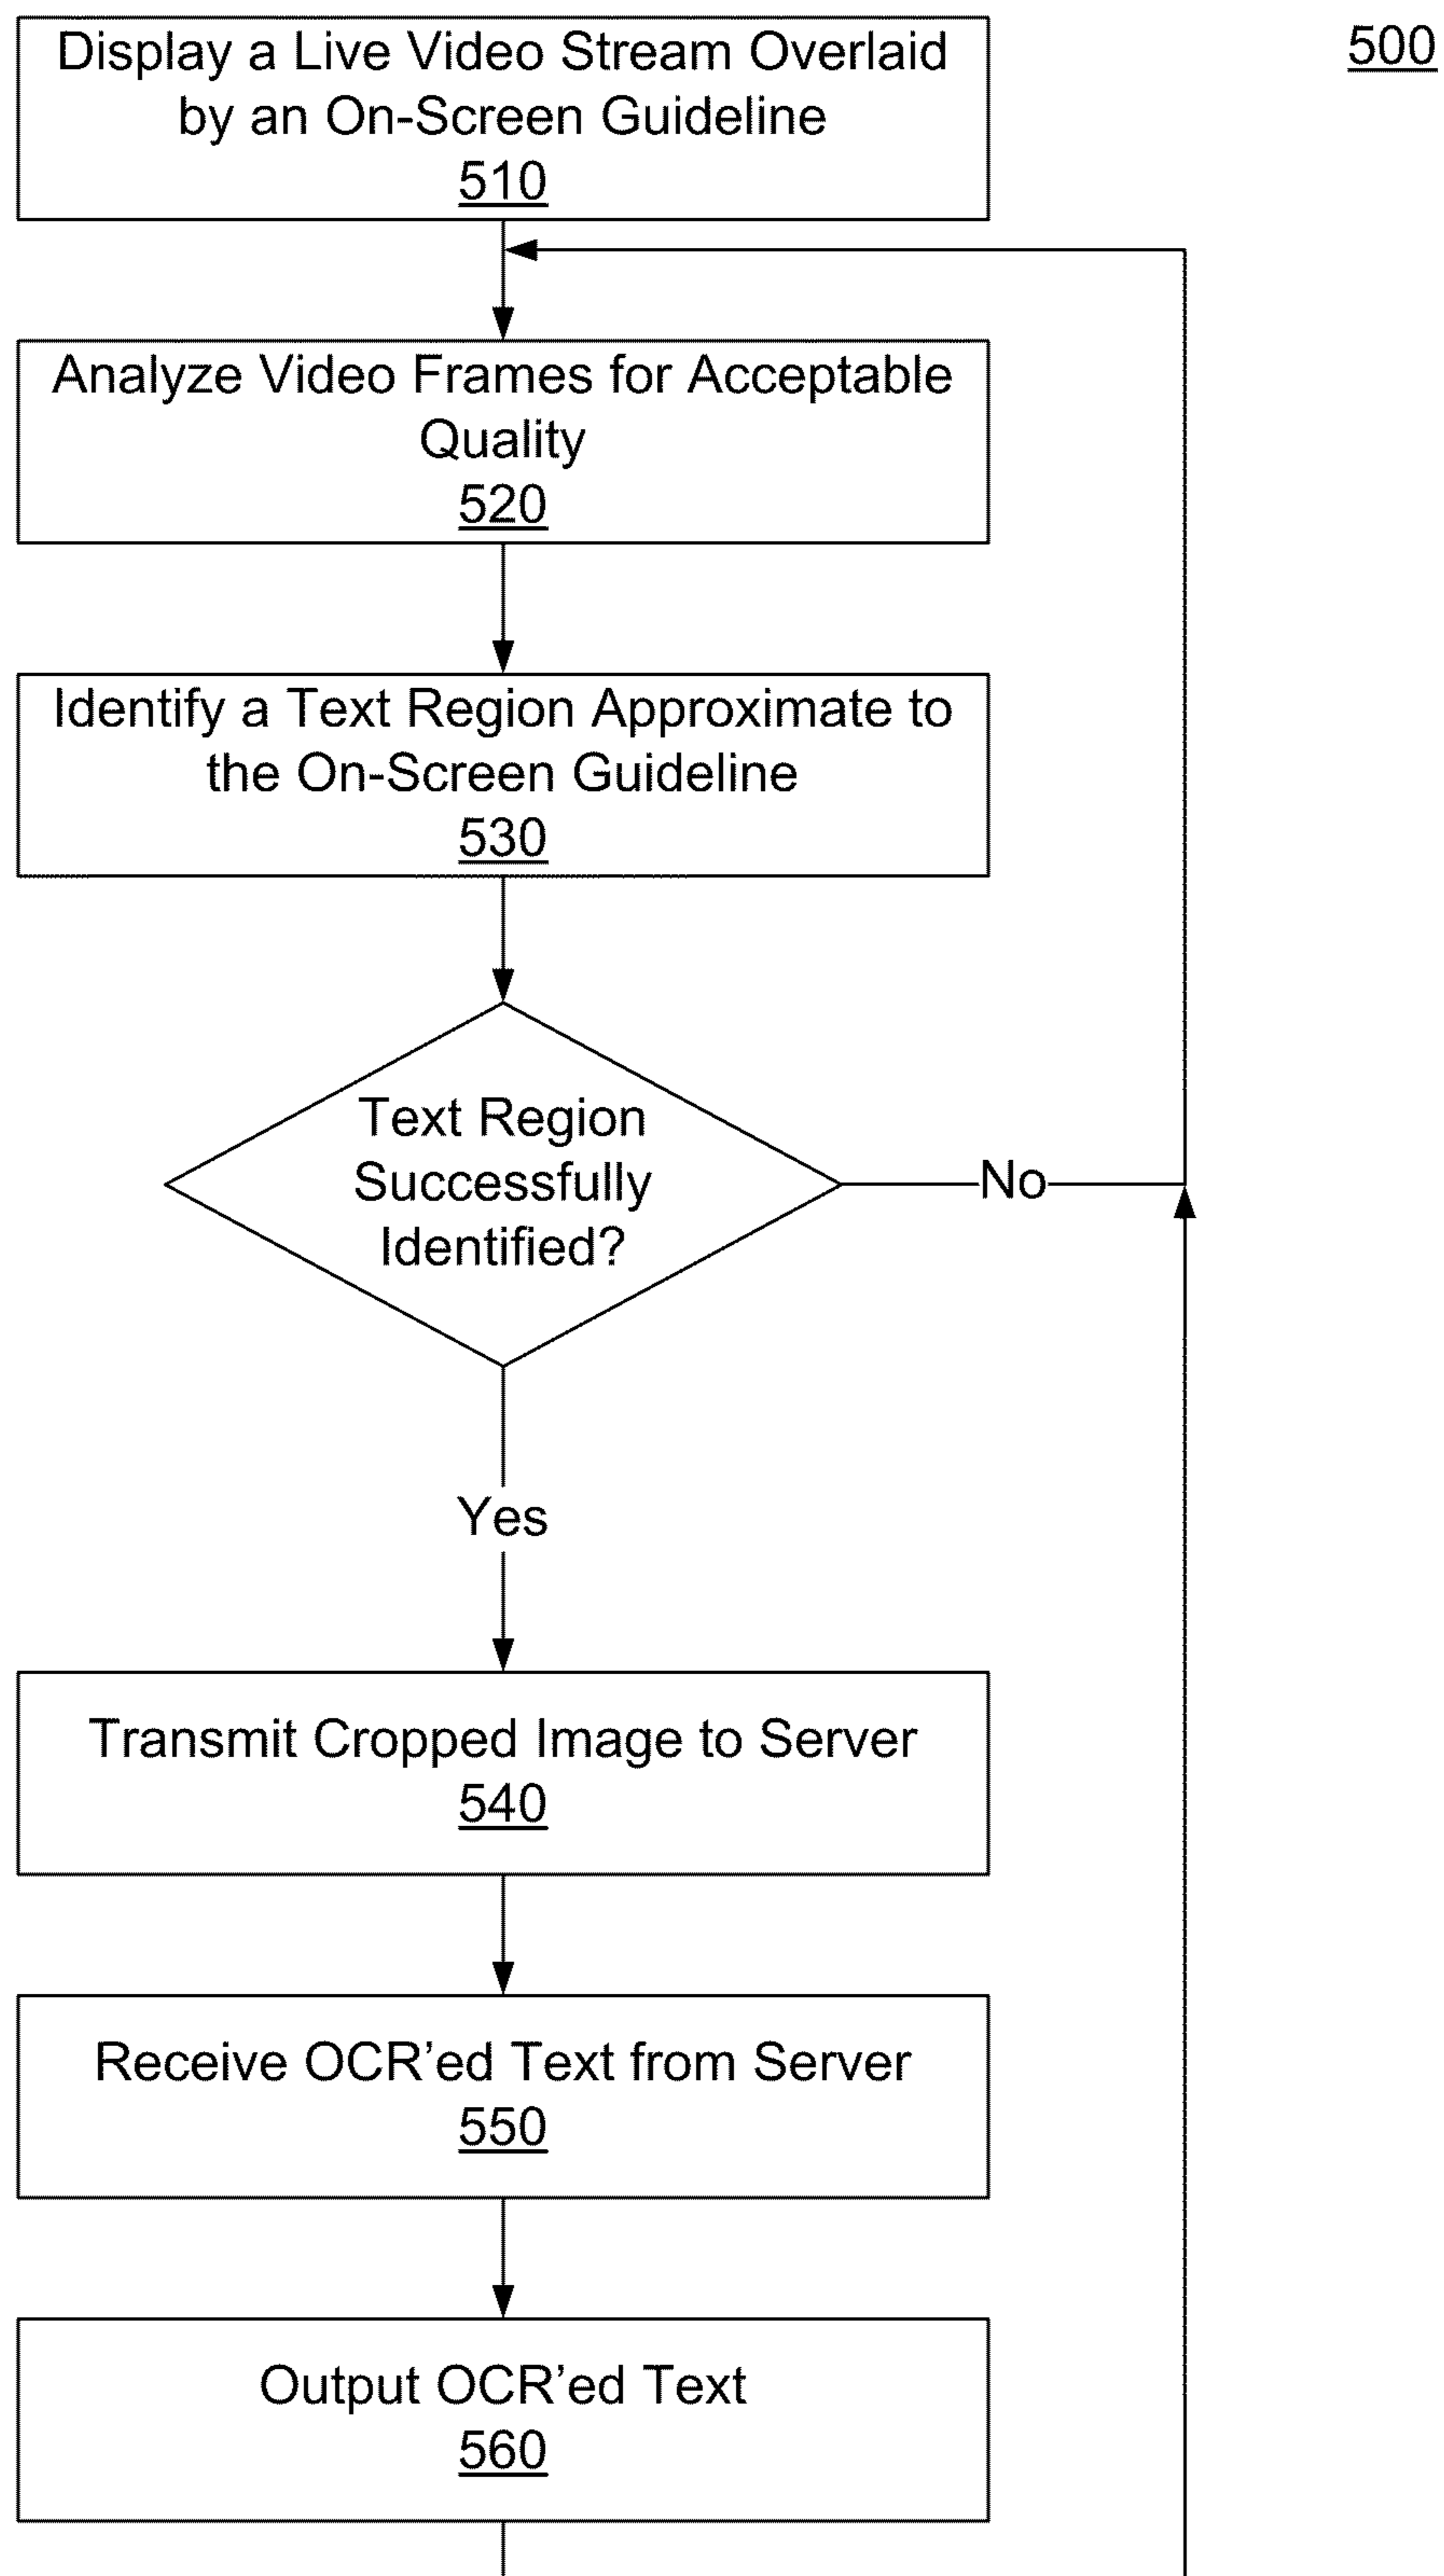 500
Display a Live Video Stream Overlaid
by an On-Screen Guideline
510
Analyze Video Frames for Acceptable
Quality
520
Identify a Text Region Approximate to
the On-Screen Guideline
530
Text Region
Successfully
Identified?
No
Yes
Transmit Cropped Image to Server
540
Receive OCR’ed Text from Server
550
Output OCR’ed Text
560